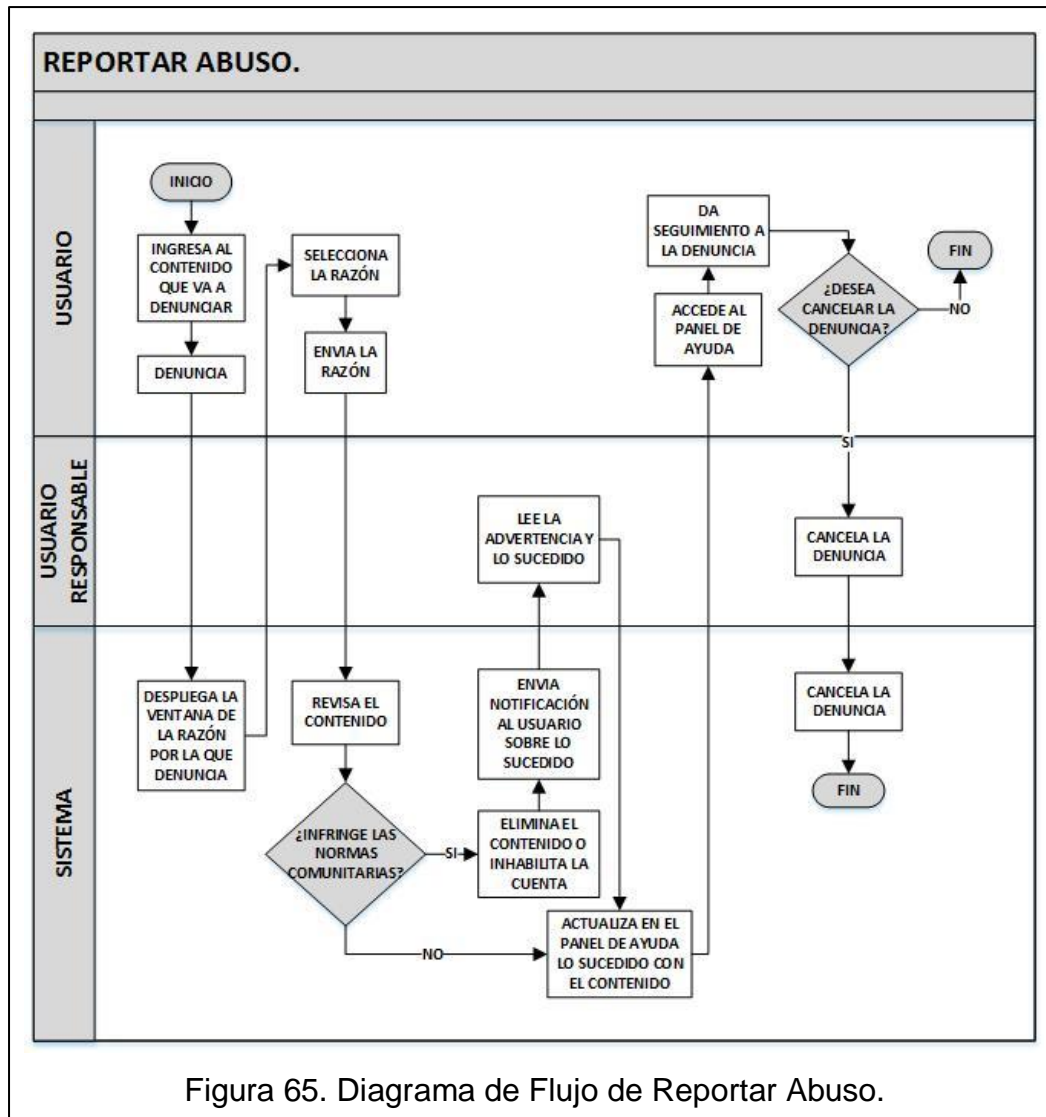 REPORTAR ABUSO.
USUARIO
INICIO
INGRESA AL
CONTENIDO
QUE VA A
DENUNCIAR
DENUNCIA
SELECCIONA
LA RAZÓN
ENVIA LA
RAZÓN
DA
SEGUIMIENTO A
LA DENUNCIA
ACCEDE AL
PANEL DE
AYUDA
¿DESEA
CANCELAR LA
DENUNCIA?
NO
FIN
SI
USUARIO
RESPONSABLE
LEE LA
ADVERTENCIA Y
LO SUCEDIDO
CANCELA LA
DENUNCIA
SISTEMA
DESPLIEGA LA
VENTANA DE
LA RAZÓN
POR LA QUE
DENUNCIA
REVISA EL
CONTENIDO
¿INFRINGE LAS
NORMAS
COMUNITARIAS?
SI
NO
ENVIA
NOTIFICACIÓN
AL USUARIO
SOBRE LO
SUCEDIDO
ELIMINA EL
CONTENIDO O
INHABILITA LA
CUENTA
ACTUALIZA EN EL
PANEL DE AYUDA
LO SUCEDIDO CON
EL CONTENIDO
CANCELA LA
DENUNCIA
FIN
Figura 65. Diagrama de Flujo de Reportar Abuso.